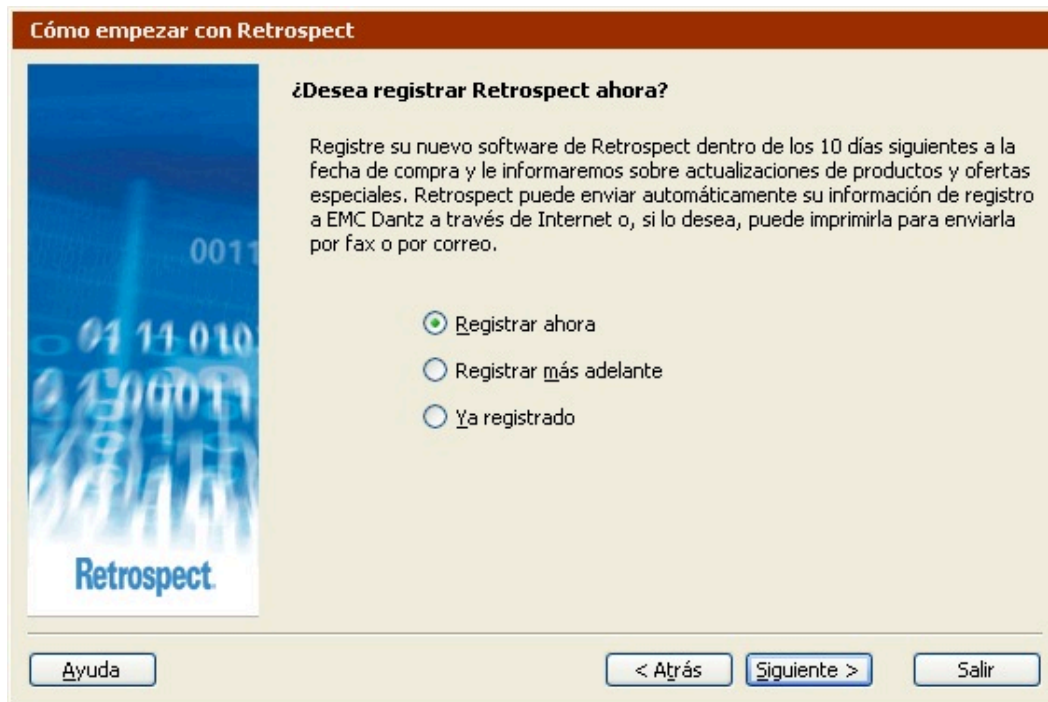 Cómo empezar con Retrospect
¿Desea registrar Retrospect ahora?
Registre su nuevo software de Retrospect dentro de los 10 días siguientes a la
fecha de compra y le informaremos sobre actualizaciones de productos y ofertas
especiales. Retrospect puede enviar automáticamente su información de registro
a EMC Dantz a través de Internet o, si lo desea, puede imprimirla para enviarla
por fax o por correo.
0011
01 11 010
Registrar ahora
Registrar más adelante
Ya registrado
Retrospect.
Ayuda
< Atrás
Siguiente >
Salir